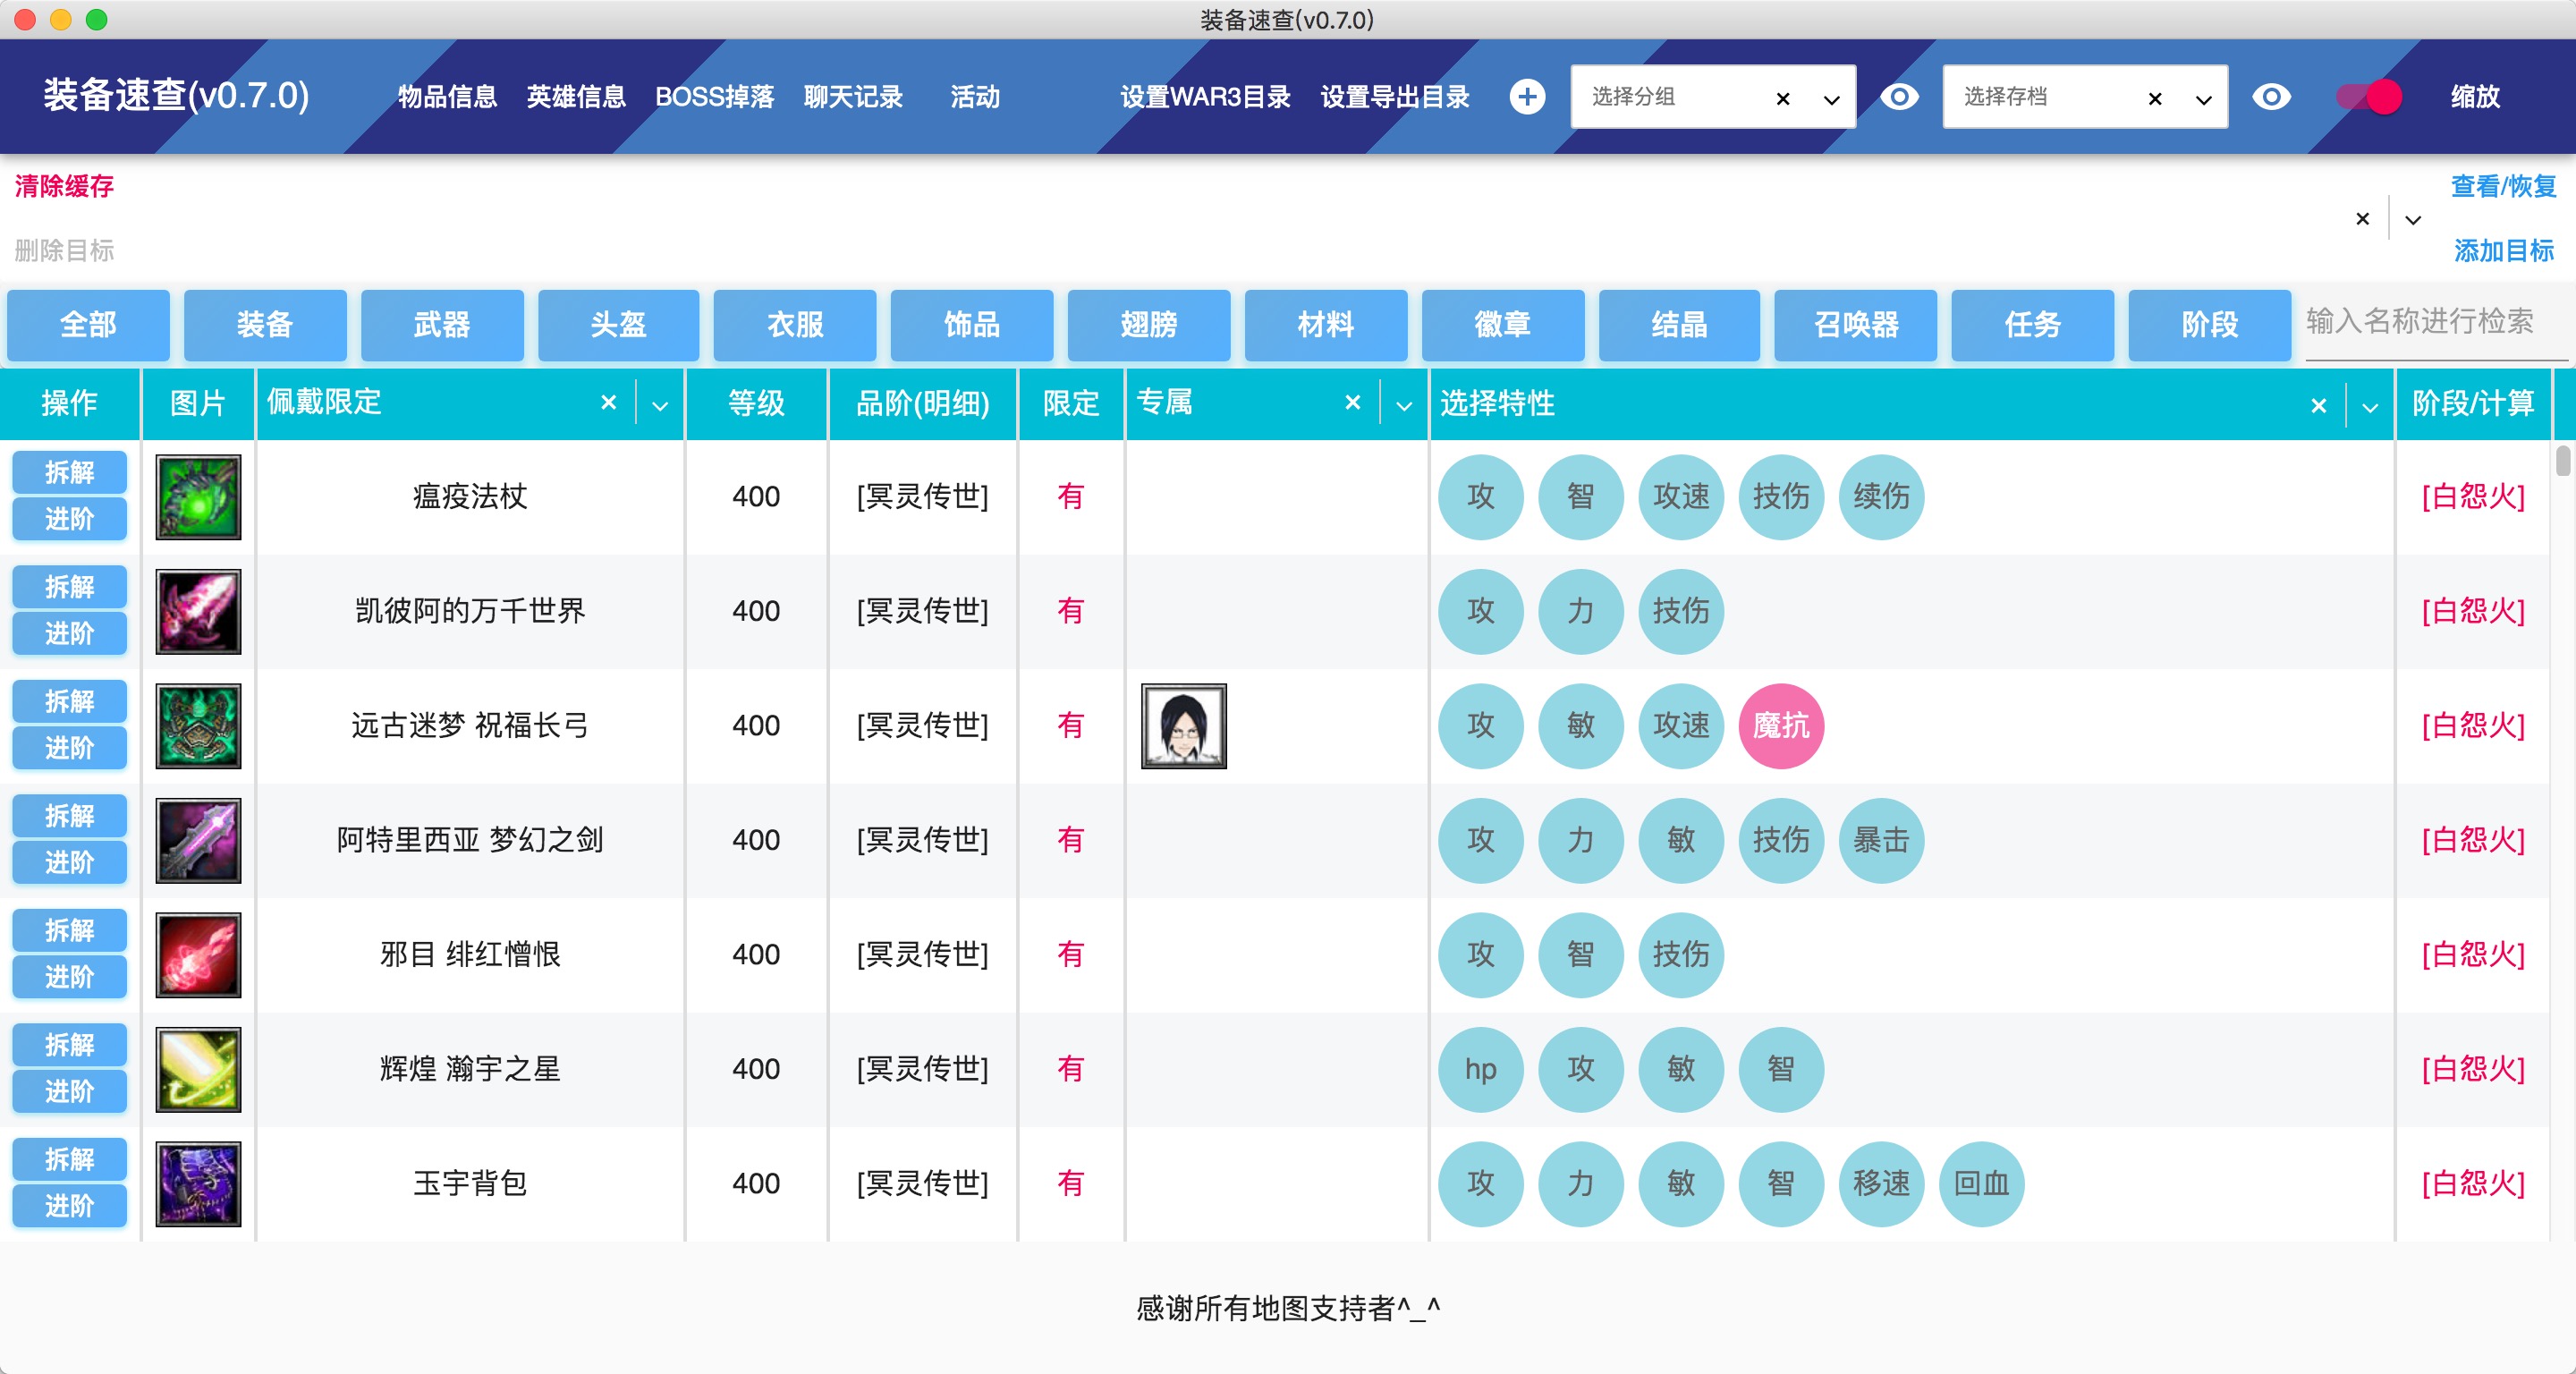 装备速查(v0.7.0)
装备速查(v0.7.0) 物品信息 英雄信息 BOSS掉落 聊天记录 活动 设置WAR3目录 设置导出目录 选择分组 选择存档 缩放
清除缓存 查看/恢复
删除目标 添加目标
全部 装备 武器 头盔 衣服 饰品 翅膀 材料 徽章 结晶 召唤器 任务 阶段 输入名称进行检索
操作 图片 佩戴限定 等级 品阶(明细) 限定 专属 选择特性 阶段/计算
拆解 进阶 瘟疫法杖 400 [冥灵传世] 有 攻 智 攻速 技伤 续伤 [白怨火]
拆解 进阶 凯彼阿的万千世界 400 [冥灵传世] 有 攻 力 技伤 [白怨火]
拆解 进阶 远古迷梦 祝福长弓 400 [冥灵传世] 有 攻 敏 攻速 魔抗 [白怨火]
拆解 进阶 阿特里西亚 梦幻之剑 400 [冥灵传世] 有 攻 力 敏 技伤 暴击 [白怨火]
拆解 进阶 邪目 绯红憎恨 400 [冥灵传世] 有 攻 智 技伤 [白怨火]
拆解 进阶 辉煌 瀚宇之星 400 [冥灵传世] 有 hp 攻 敏 智 [白怨火]
拆解 进阶 玉宇背包 400 [冥灵传世] 有 攻 力 敏 智 移速 回血 [白怨火]
感谢所有地图支持者^_^